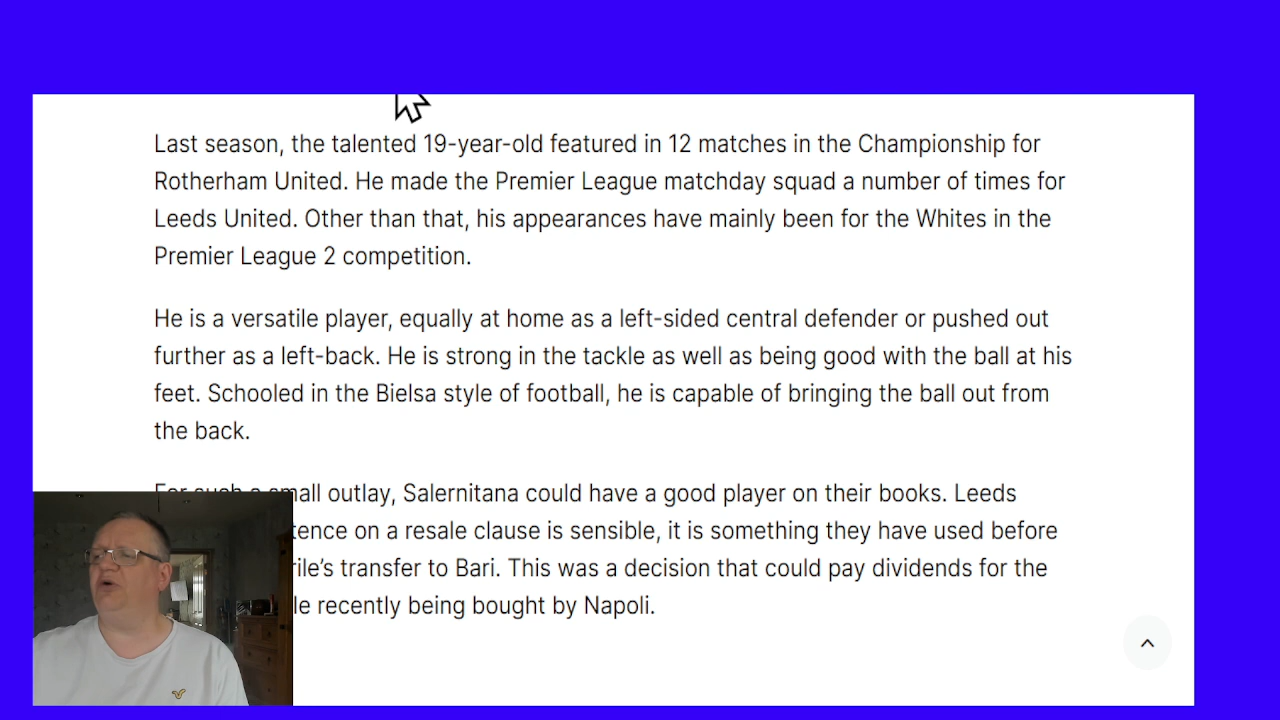 Last season, the talented 19-year-old featured in 12 matches in the Championship for
Rotherham United. He made the Premier League matchday squad a number of times for
Leeds United. Other than that, his appearances have mainly been for the Whites in the
Premier League 2 competition.
He is a versatile player, equally at home as a left-sided central defender or pushed out
further as a left-back. He is strong in the tackle as well as being good with the ball at his
feet. Schooled in the Bielsa style of football, he is capable of bringing the ball out from
the back.
For such a small outlay, Salernitana could have a good player on their books. Leeds
tence on a resale clause is sensible, it is something they have used before
rile's transfer to Bari. This was a decision that could pay dividends for the
le recently being bought by Napoli.